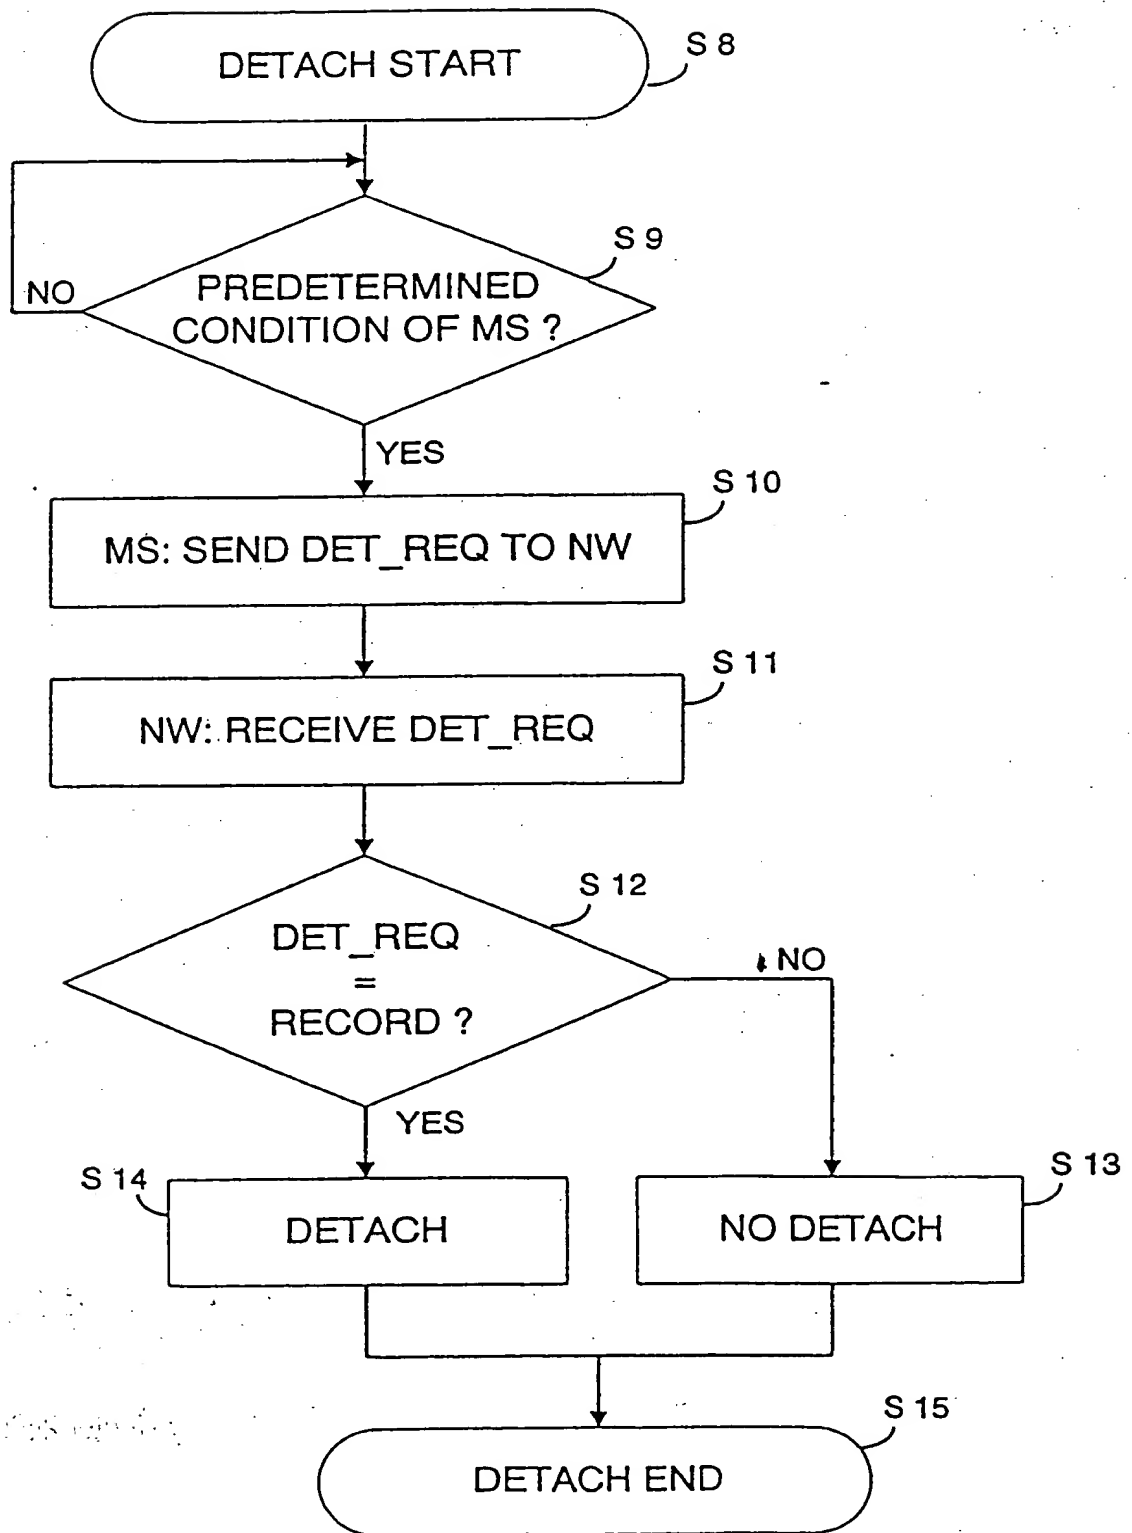 DETACH START
S 8
S 9
NO
PREDETERMINED
CONDITION OF MS ?
YES
S 10
MS: SEND DET_REQ TO NW
S 11
NW: RECEIVE DET_REQ
S 12
DET_REQ
=
RECORD ?
NO
YES
S 14
DETACH
S 13
NO DETACH
S 15
DETACH END